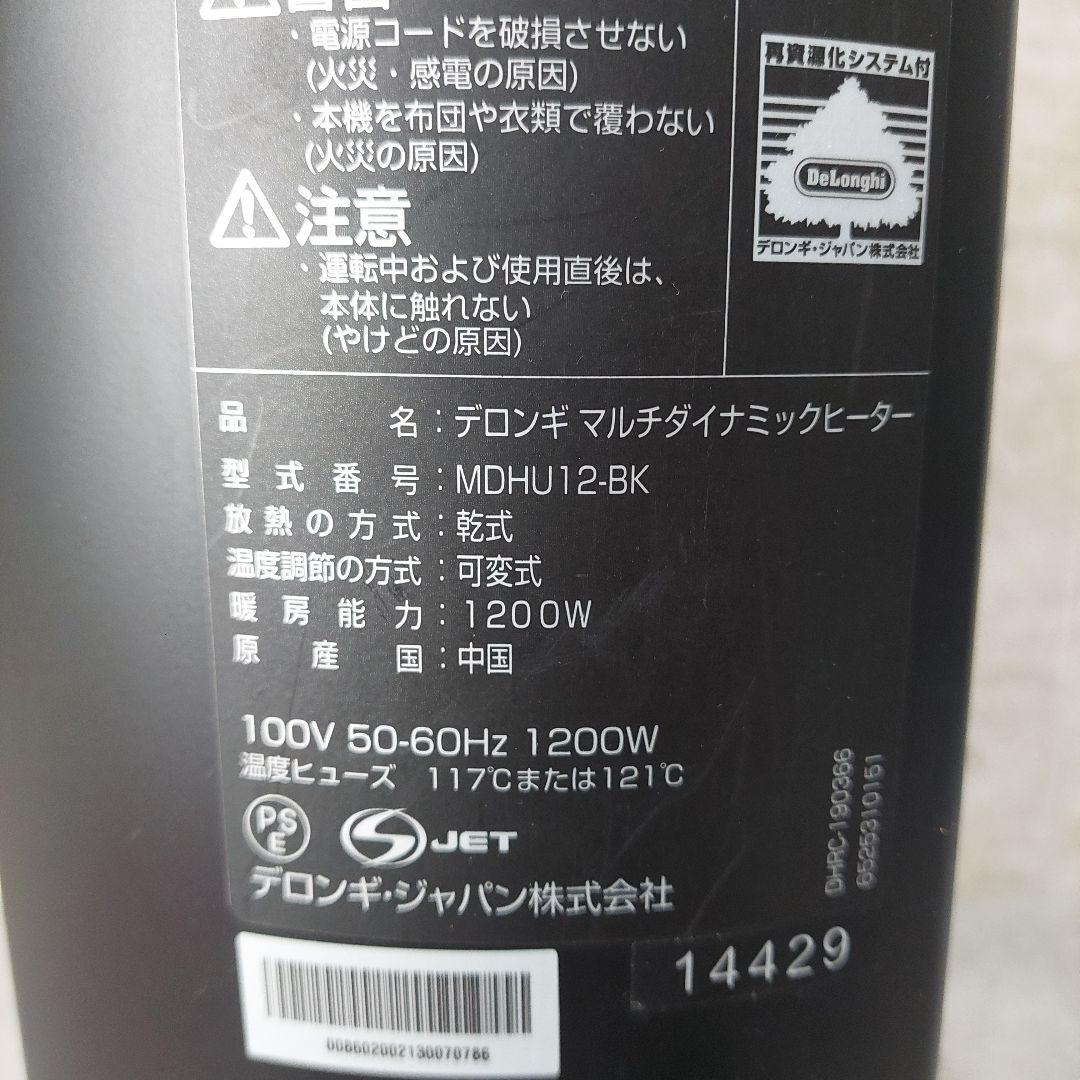 ・電源コードを破損させない
(火災・感電の原因)
・本機を布団や衣類で覆わない
(火災の原因)
注意
・運転中および使用直後は、
本体に触れない
(やけどの原因)
再資源化システム付
DeLonghi
デロンギ・ジャパン株式会社
品名：デロンギ マルチダイナミックヒーター
型式番号：MDHU12-BK
放熱の方式：乾式
温度調節の方式：可変式
暖房能力：1200W
原産国：中国
100V 50-60Hz 1200W
温度ヒューズ 117℃または121℃
PSE
S JET
デロンギ・ジャパン株式会社
DHRC-190366
6525310151
14429
008602002130070786